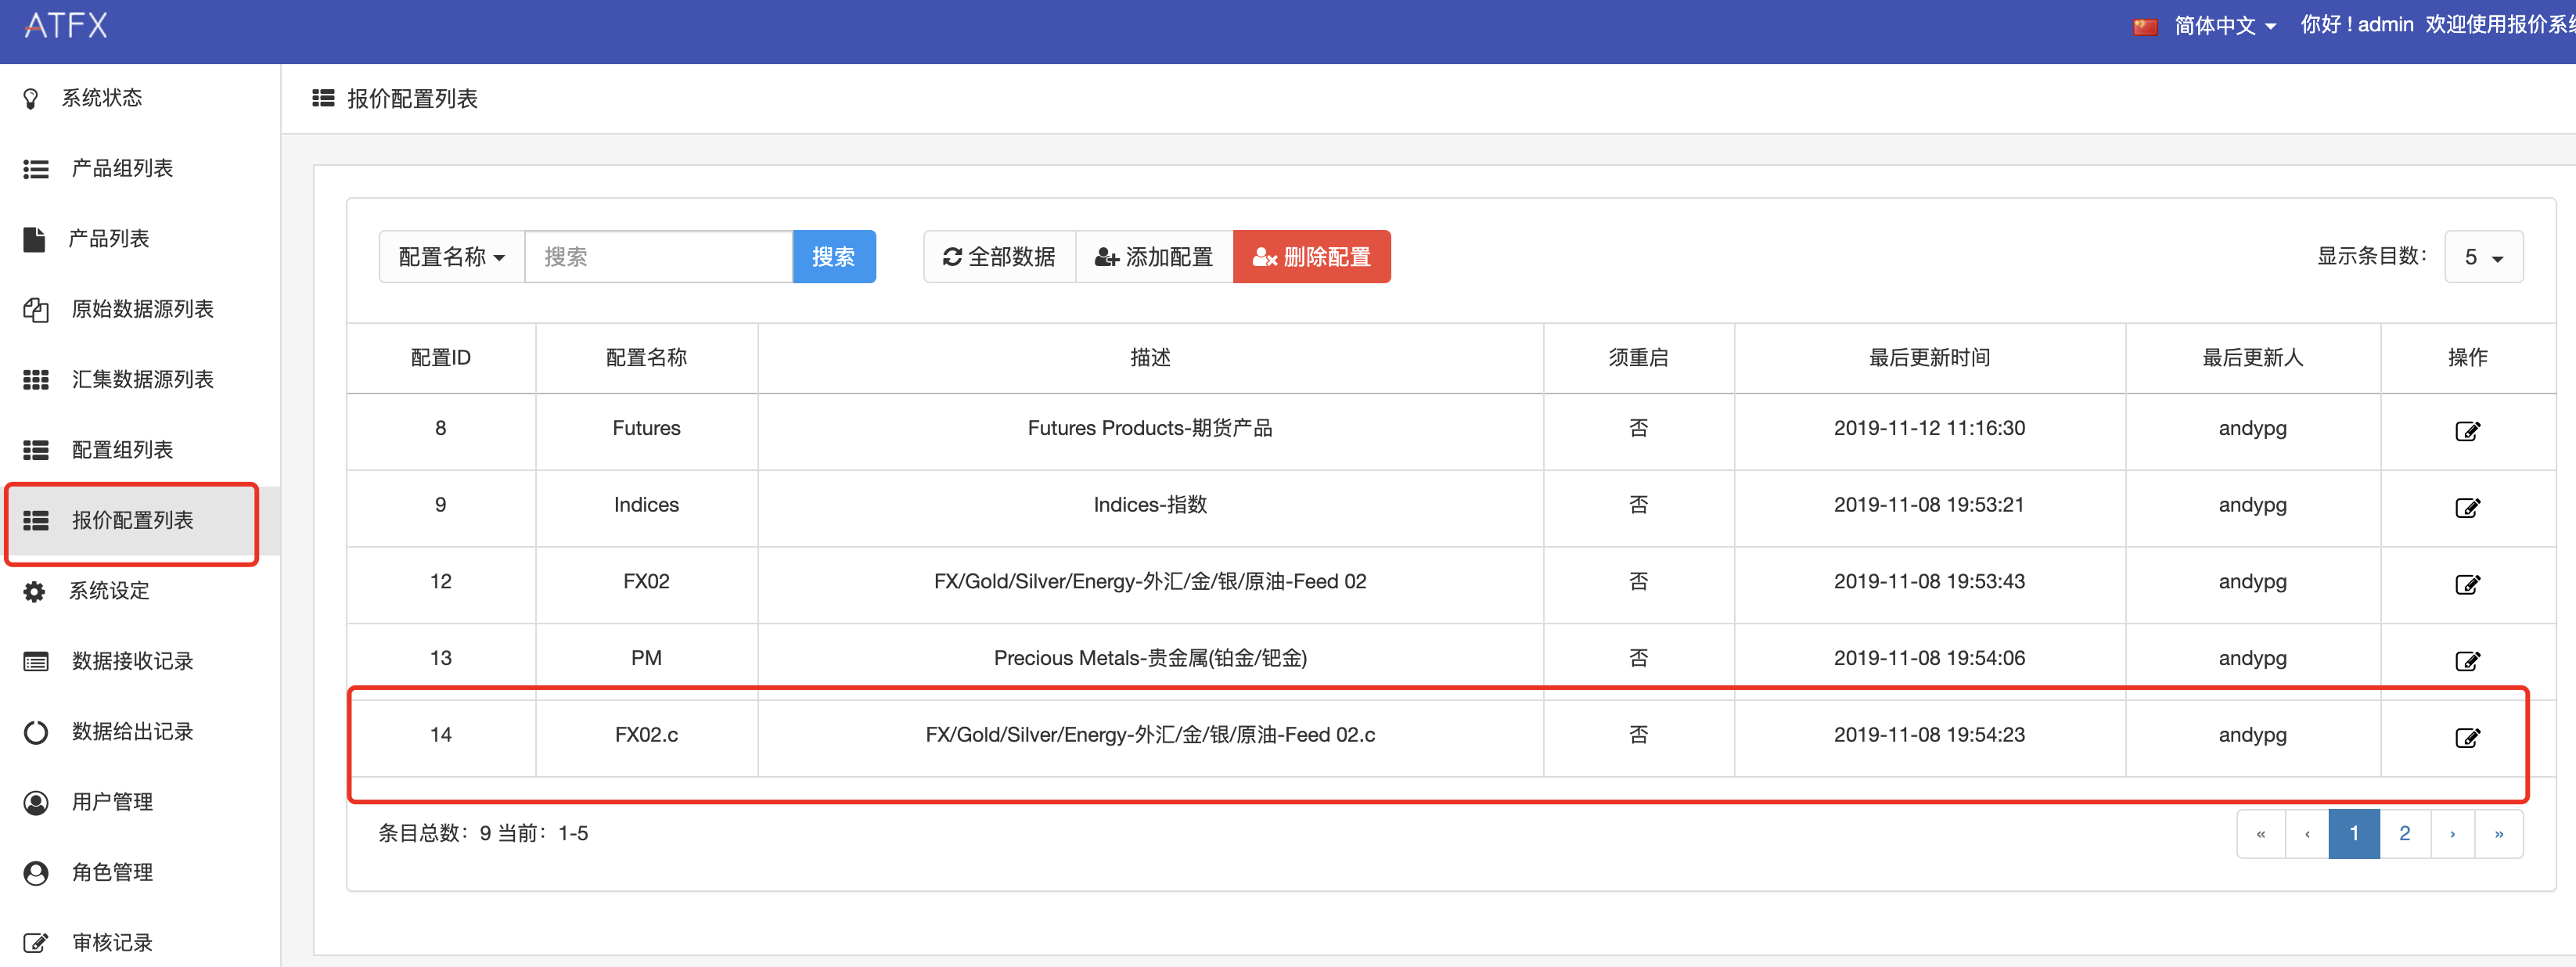 ATFX
简体中文 你好 ! admin 欢迎使用报价系
系统状态
产品组列表
产品列表
原始数据源列表
汇集数据源列表
配置组列表
报价配置列表
系统设定
数据接收记录
数据给出记录
用户管理
角色管理
审核记录
报价配置列表
配置名称 搜索 搜索 全部数据 添加配置 删除配置 显示条目数： 5
配置ID 配置名称 描述 须重启 最后更新时间 最后更新人 操作
8 Futures Futures Products-期货产品 否 2019-11-12 11:16:30 andypg
9 Indices Indices-指数 否 2019-11-08 19:53:21 andypg
12 FX02 FX/Gold/Silver/Energy-外汇/金/银/原油-Feed 02 否 2019-11-08 19:53:43 andypg
13 PM Precious Metals-贵金属(铂金/钯金) 否 2019-11-08 19:54:06 andypg
14 FX02.c FX/Gold/Silver/Energy-外汇/金/银/原油-Feed 02.c 否 2019-11-08 19:54:23 andypg
条目总数：9 当前：1-5
« ‹ 1 2 › »